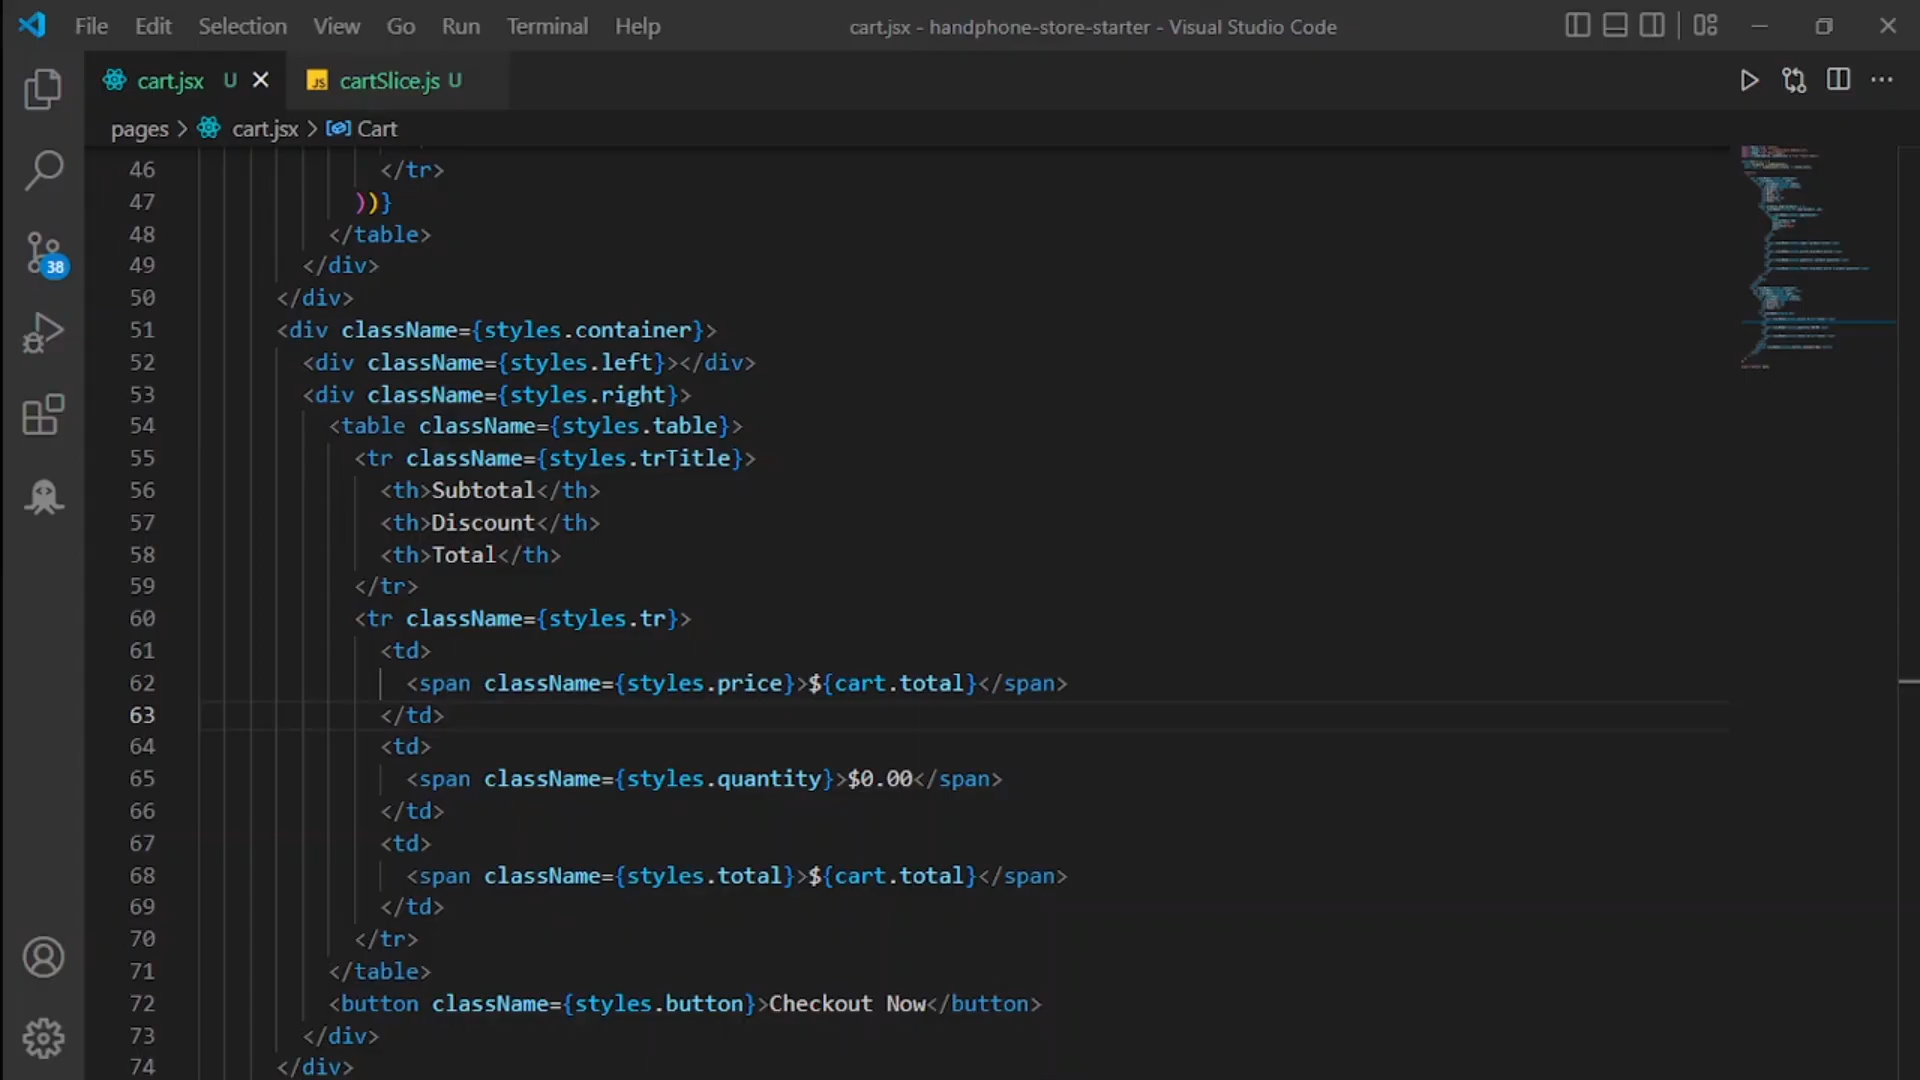 File Edit Selection View Go Run Terminal Help cart.jsx - handphone-store-starter - Visual Studio Code
cart.jsx U JS cartSlice.js U
pages > cart.jsx > Cart
46 </tr>
47 ))}
48 </table>
49 </div>
50 </div>
51 <div className={styles.container}>
52 <div className={styles.left}></div>
53 <div className={styles.right}>
54 <table className={styles.table}>
55 <tr className={styles.trTitle}>
56 <th>Subtotal</th>
57 <th>Discount</th>
58 <th>Total</th>
59 </tr>
60 <tr className={styles.tr}>
61 <td>
62 <span className={styles.price}>${cart.total}</span>
63 </td>
64 <td>
65 <span className={styles.quantity}>$0.00</span>
66 </td>
67 <td>
68 <span className={styles.total}>${cart.total}</span>
69 </td>
70 </tr>
71 </table>
72 <button className={styles.button}>Checkout Now</button>
73 </div>
74 </div>
38